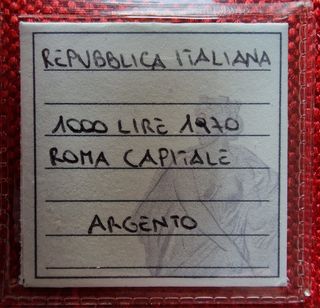 REPUBBLICA ITALIANA
1000 LIRE 1970
ROMA CAPITALE
ARGENTO